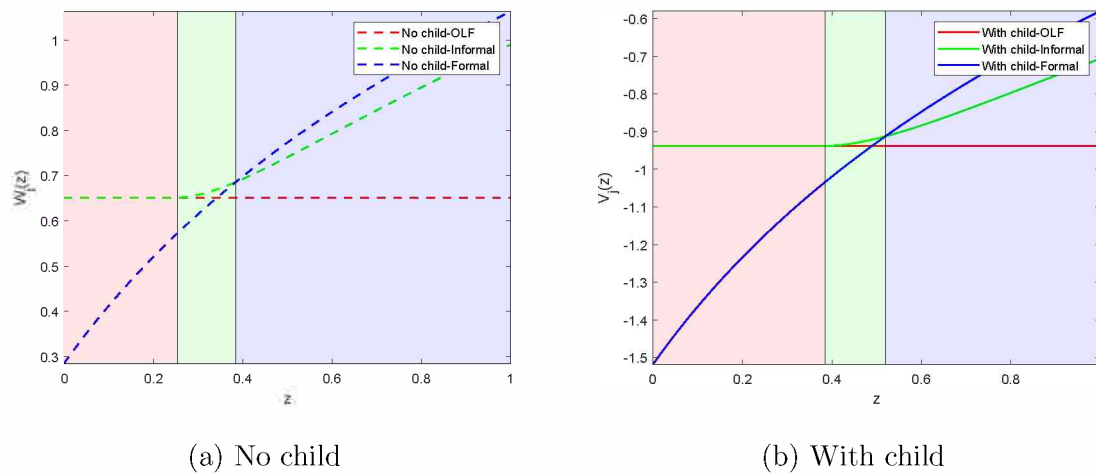 1
0.9
0.8
0.7
0.6
0.5
0.4
0.3
0
0.2
0.4
0.6
0.8
1
W_j(z)
z
No child-OLF
No child-Informal
No child-Formal
(a) No child
-0.6
-0.7
-0.8
-0.9
-1
-1.1
-1.2
-1.3
-1.4
-1.5
0
0.2
0.4
0.6
0.8
V_j(z)
z
With child-OLF
With child-Informal
With child-Formal
(b) With child